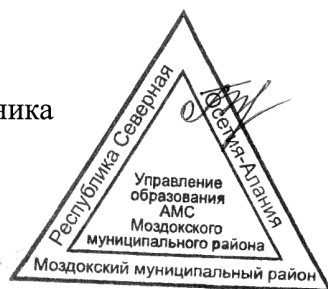 ника
Республика Северная
Осетия-Алания
Управление
образования
АМС
Моздокского
муниципального района
Моздокский муниципальный район